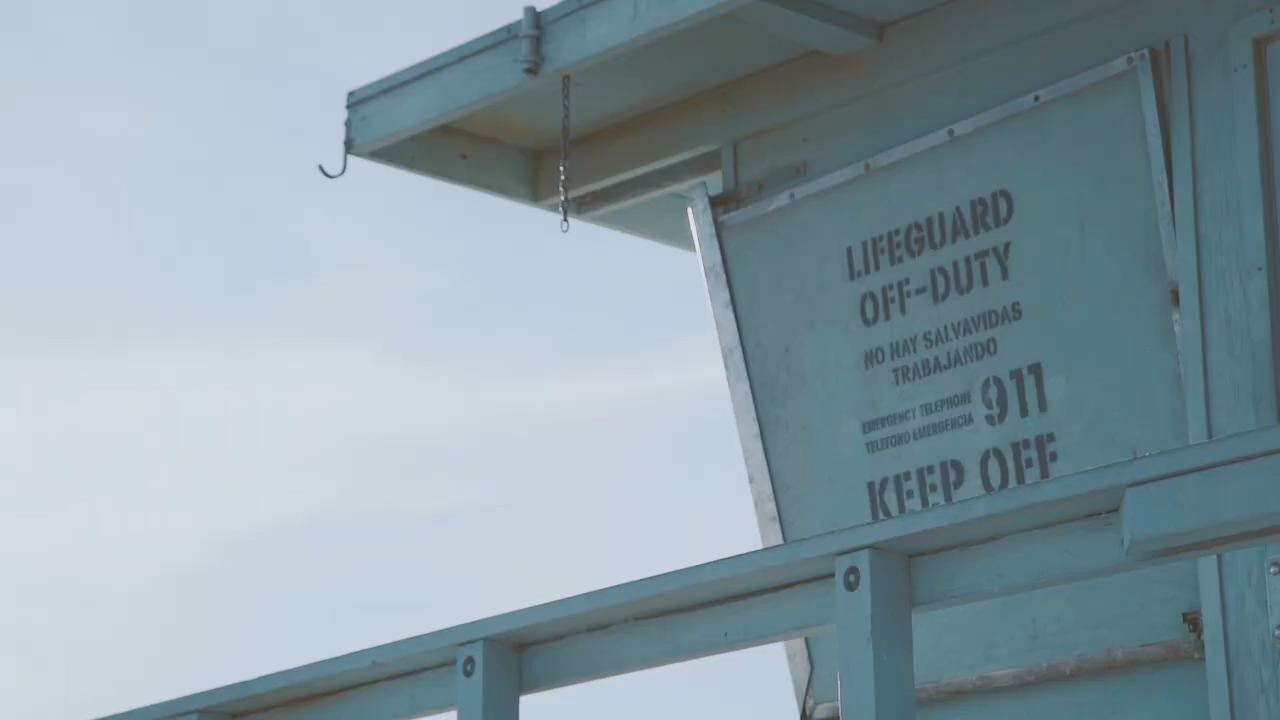 LIFEGUARD
OFF-DUTY
NO HAY SALVAVIDAS
TRABAJANDO
EMERGENCY TELEPHONE
TELEFONO EMERGENCIA
911
KEEP OFF